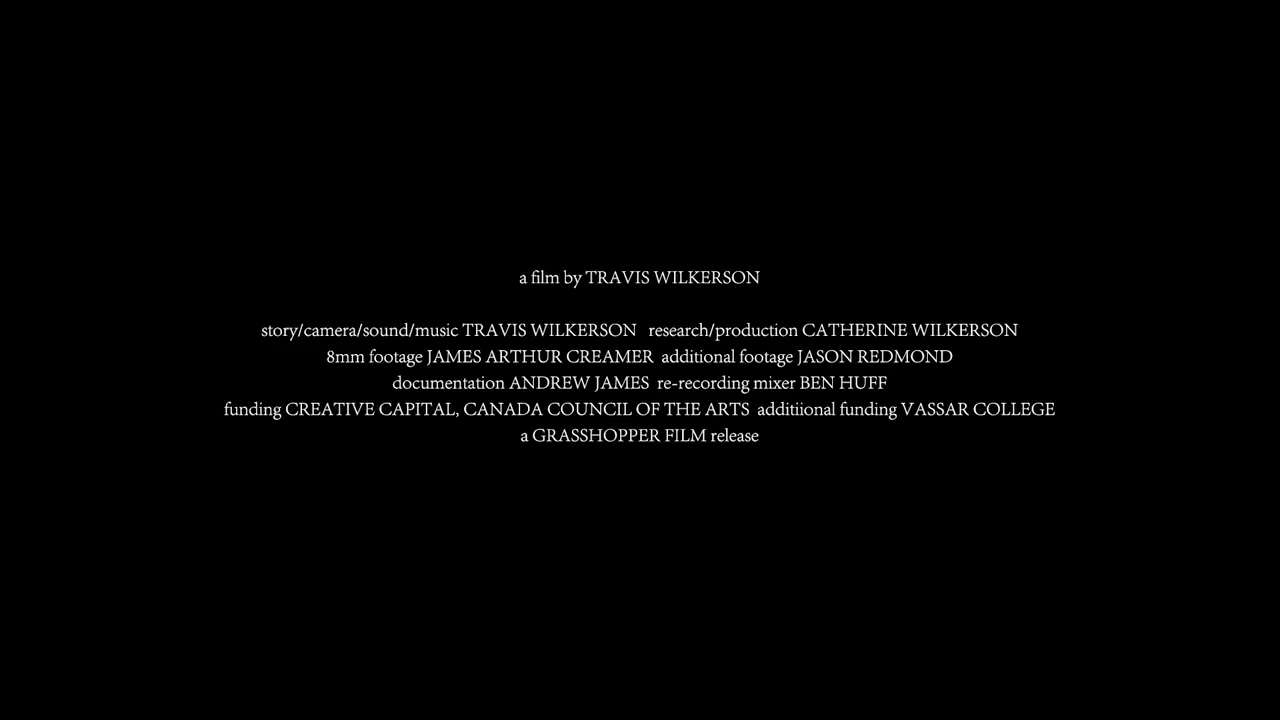 a film by TRAVIS WILKERSON
story/camera/sound/music TRAVIS WILKERSON research/production CATHERINE WILKERSON
8mm footage JAMES ARTHUR CREAMER additional footage JASON REDMOND
documentation ANDREW JAMES re-recording mixer BEN HUFF
funding CREATIVE CAPITAL, CANADA COUNCIL OF THE ARTS additiional funding VASSAR COLLEGE
a GRASSHOPPER FILM release